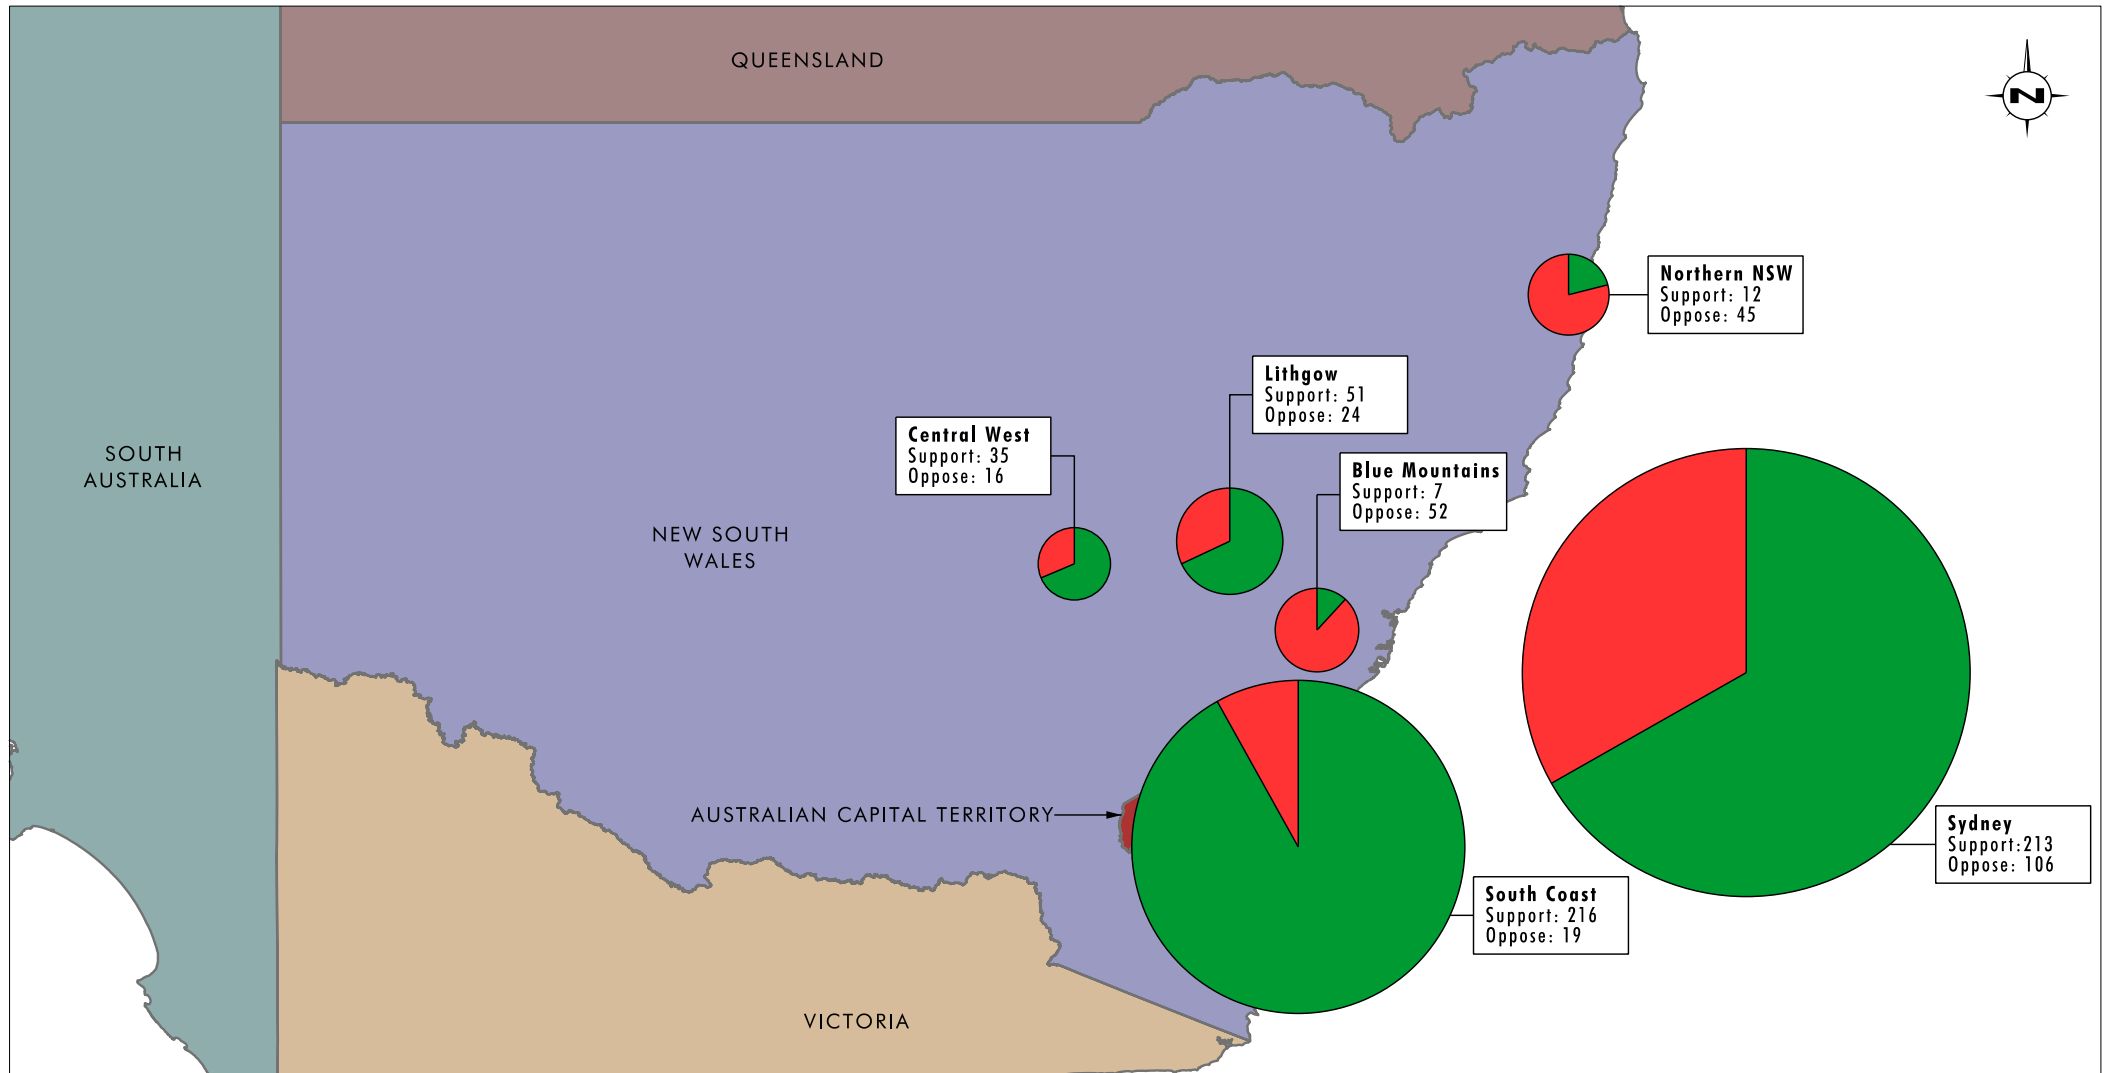 QUEENSLAND
N
Northern NSW
Support: 12
Oppose: 45
Lithgow
Support: 51
Oppose: 24
Central West
Support: 35
Oppose: 16
Blue Mountains
Support: 7
Oppose: 52
SOUTH
AUSTRALIA
NEW SOUTH
WALES
AUSTRALIAN CAPITAL TERRITORY
Sydney
Support:213
Oppose: 106
South Coast
Support: 216
Oppose: 19
VICTORIA